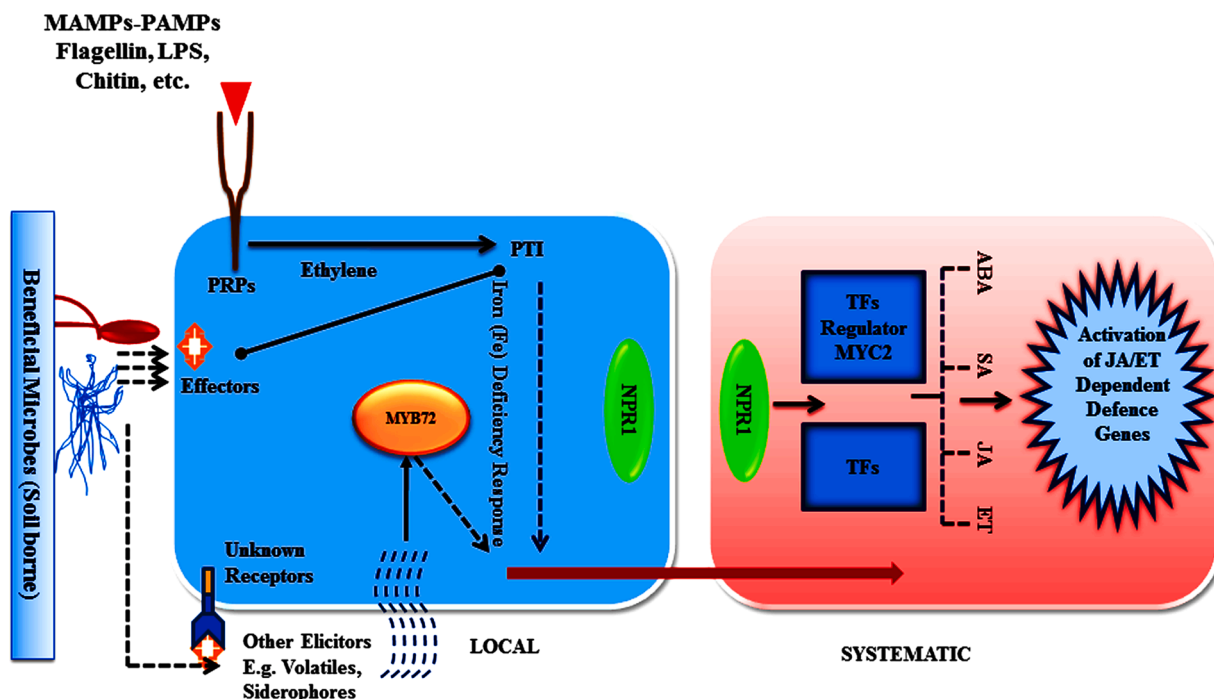 MAMPs-PAMPs
Flagellin, LPS,
Chitin, etc.
Beneficial Microbes (Soil borne)
PRPs
Ethylene
PTI
Effectors
Iron (Fe) Deficiency Response
MYB72
NPR1
Unknown
Receptors
Other Elicitors
E.g. Volatiles,
Siderophores
LOCAL
NPR1
TFs
Regulator
MYC2
TFs
ABA
SA
JA
ET
Activation
of JA/ET
Dependent
Defence
Genes
SYSTEMATIC